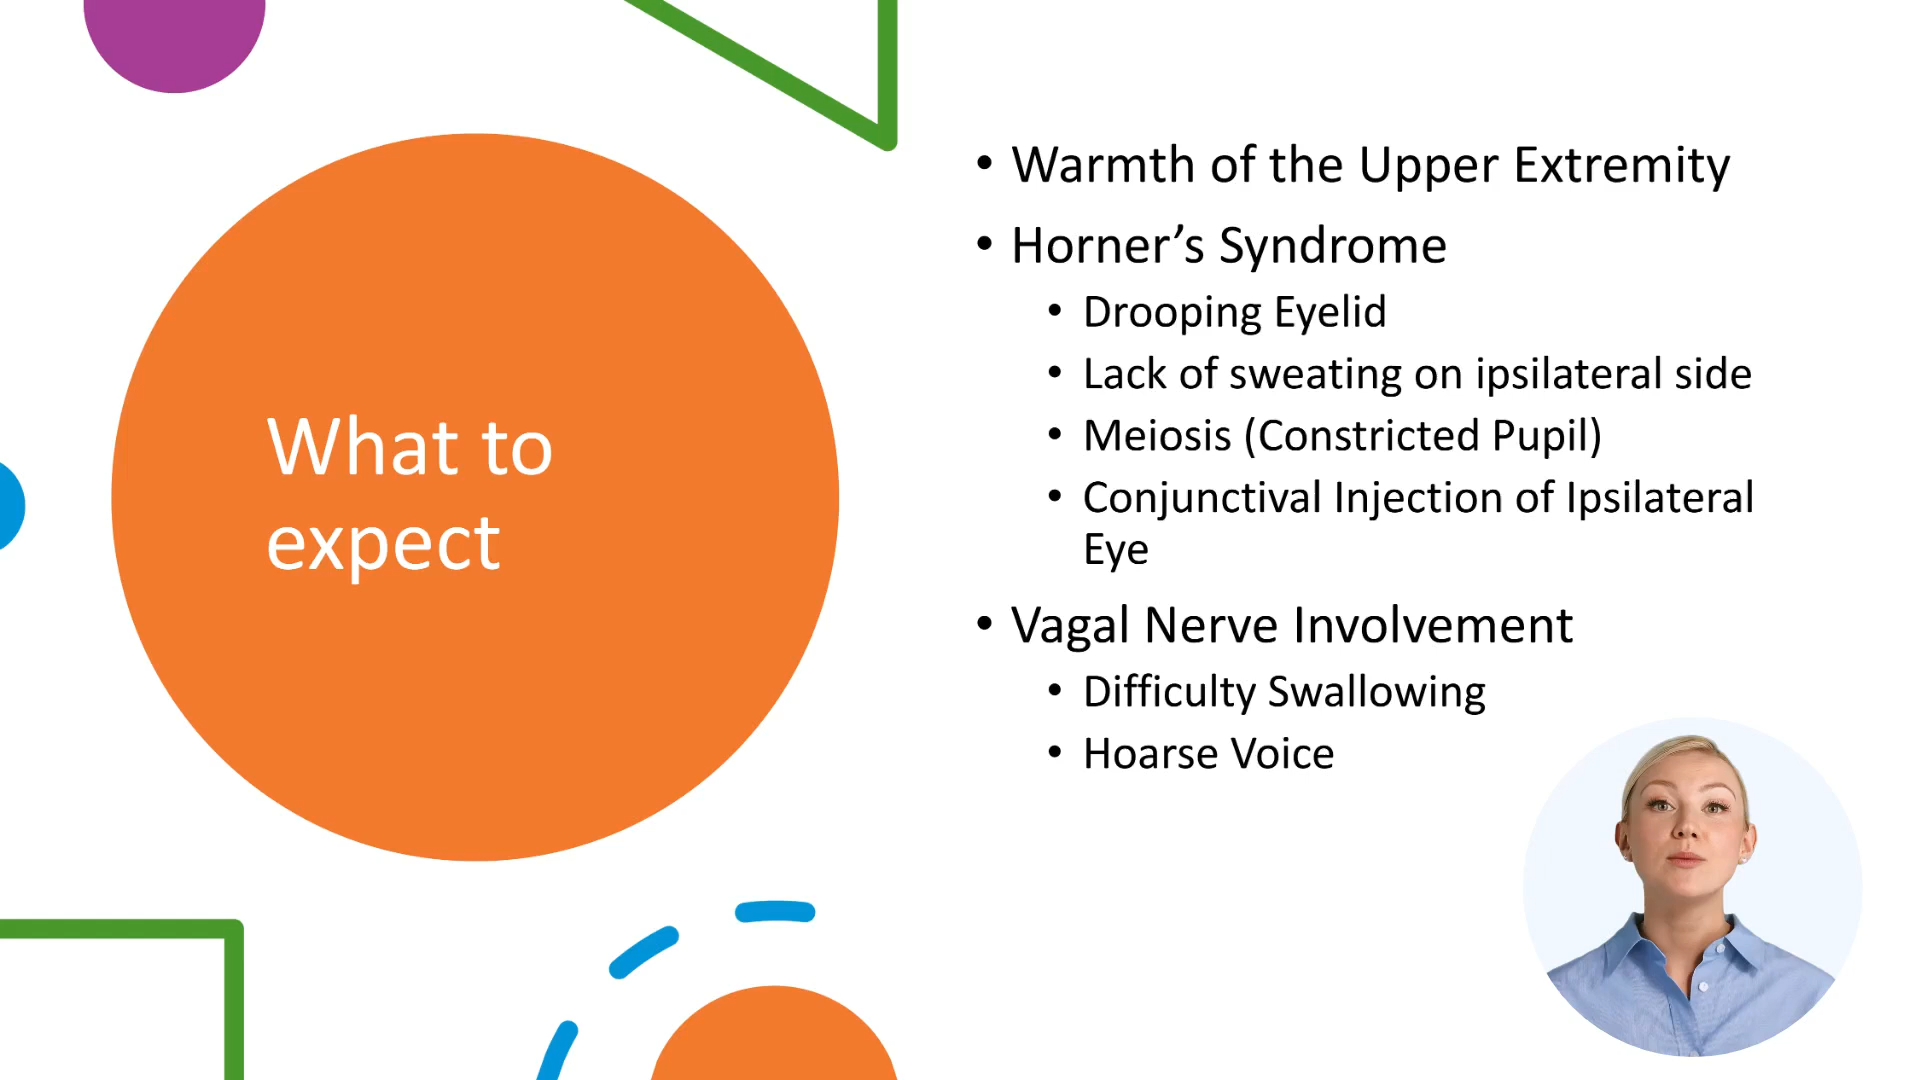 What to
expect
• Warmth of the Upper Extremity
• Horner’s Syndrome
• Drooping Eyelid
• Lack of sweating on ipsilateral side
• Meiosis (Constricted Pupil)
• Conjunctival Injection of Ipsilateral
Eye
• Vagal Nerve Involvement
• Difficulty Swallowing
• Hoarse Voice